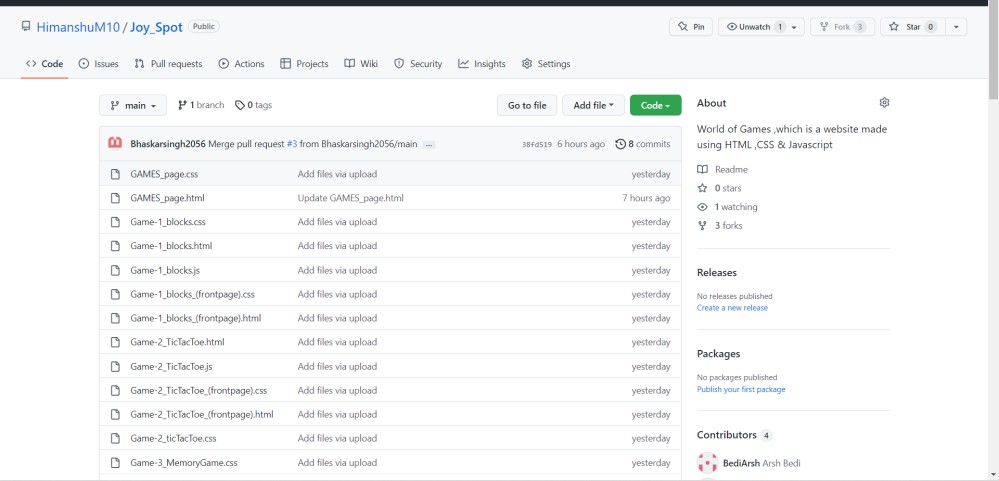 HimanshuM10 / Joy_Spot Public
Pin Unwatch 1 Fork 3 Star 0
Code Issues Pull requests Actions Projects Wiki Security Insights Settings
main 1 branch 0 tags Go to file Add file Code
Bhaskarsingh2056 Merge pull request #3 from Bhaskarsingh2056/main ... 38fd519 6 hours ago 8 commits
GAMES_page.css Add files via upload yesterday
GAMES_page.html Update GAMES_page.html 7 hours ago
Game-1_blocks.css Add files via upload yesterday
Game-1_blocks.html Add files via upload yesterday
Game-1_blocks.js Add files via upload yesterday
Game-1_blocks_(frontpage).css Add files via upload yesterday
Game-1_blocks_(frontpage).html Add files via upload yesterday
Game-2_TicTacToe.html Add files via upload yesterday
Game-2_TicTacToe.js Add files via upload yesterday
Game-2_TicTacToe_(frontpage).css Add files via upload yesterday
Game-2_TicTacToe_(frontpage).html Add files via upload yesterday
Game-2_ticTacToe.css Add files via upload yesterday
Game-3_MemoryGame.css Add files via upload yesterday
About
World of Games ,which is a website made
using HTML ,CSS & Javascript
Readme
0 stars
1 watching
3 forks
Releases
No releases published
Create a new release
Packages
No packages published
Publish your first package
Contributors 4
BediArsh Arsh Bedi